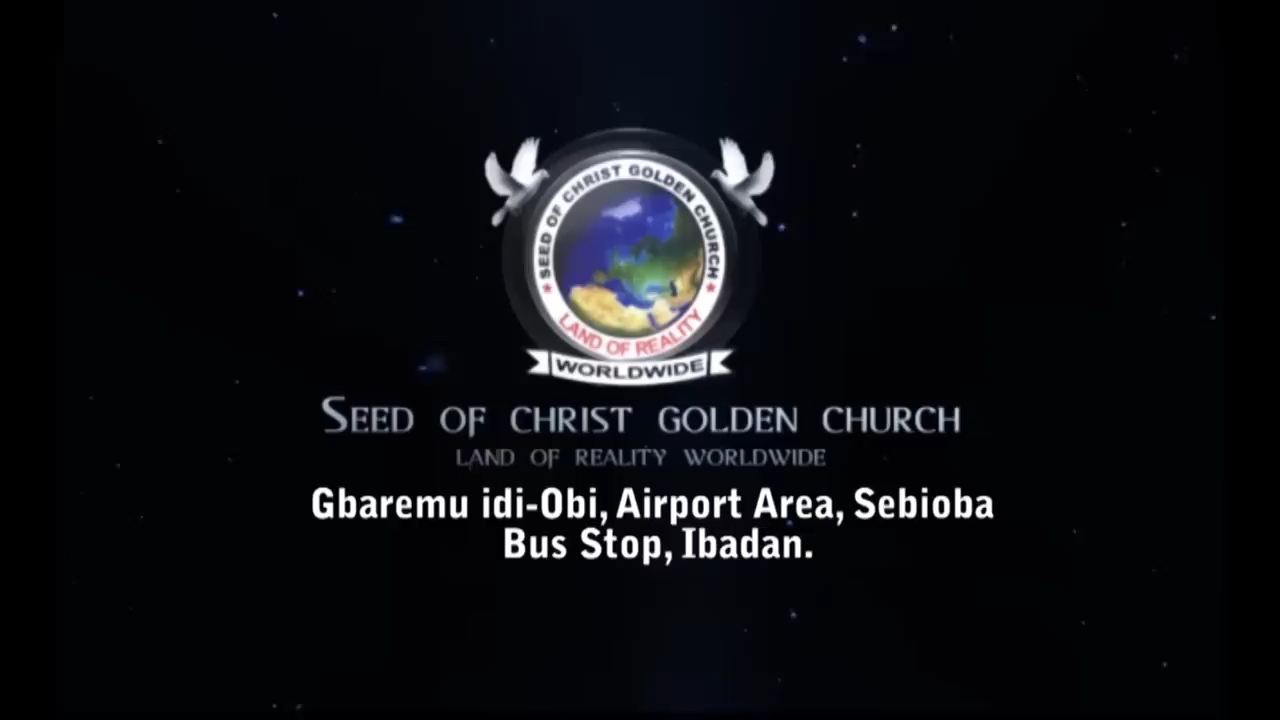 SEED OF CHRIST GOLDEN CHURCH
LAND OF REALITY
WORLDWIDE
SEED OF CHRIST GOLDEN CHURCH
LAND OF REALITY WORLDWIDE
Gbaremu idi-Obi, Airport Area, Sebioba
Bus Stop, Ibadan.